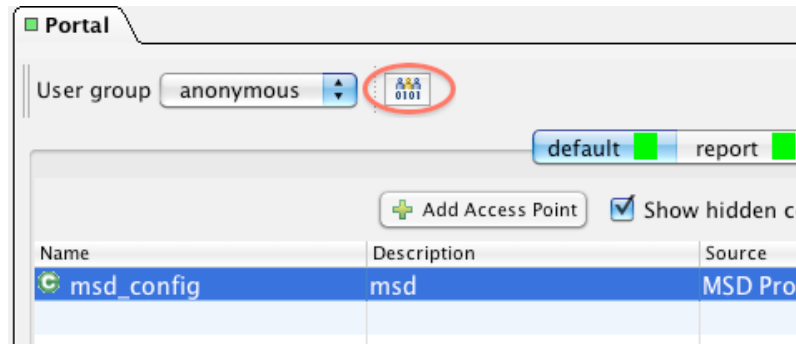 Portal
User group anonymous 0101
default report
Add Access Point Show hidden c
Name Description Source
msd_config msd MSD Pro